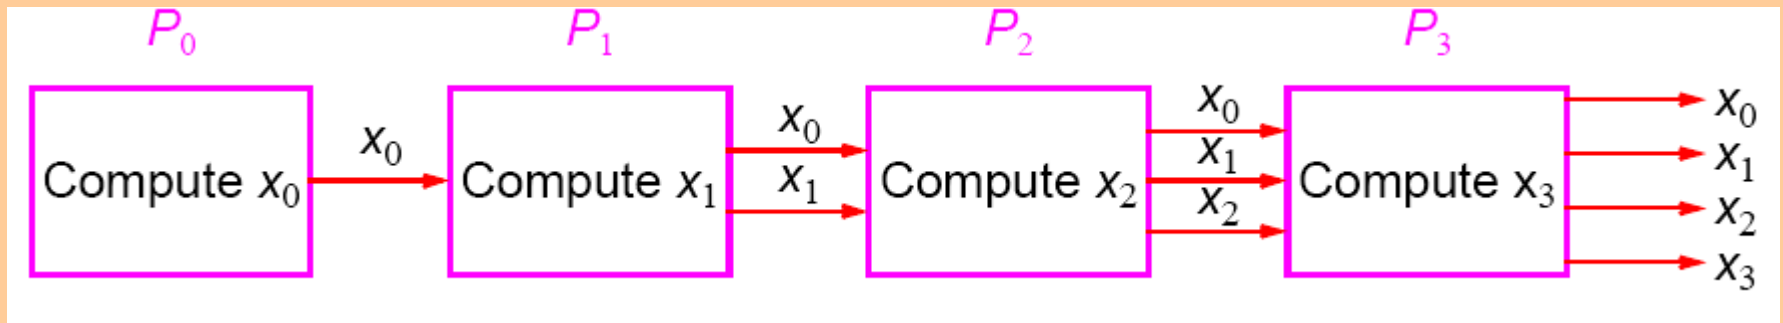 P₀ P₁ P₂ P₃
x₀ x₀ x₀ x₀
x₁ x₁ x₁
Compute x₀ Compute x₁ Compute x₂ Compute x₃
x₂ x₂
x₃